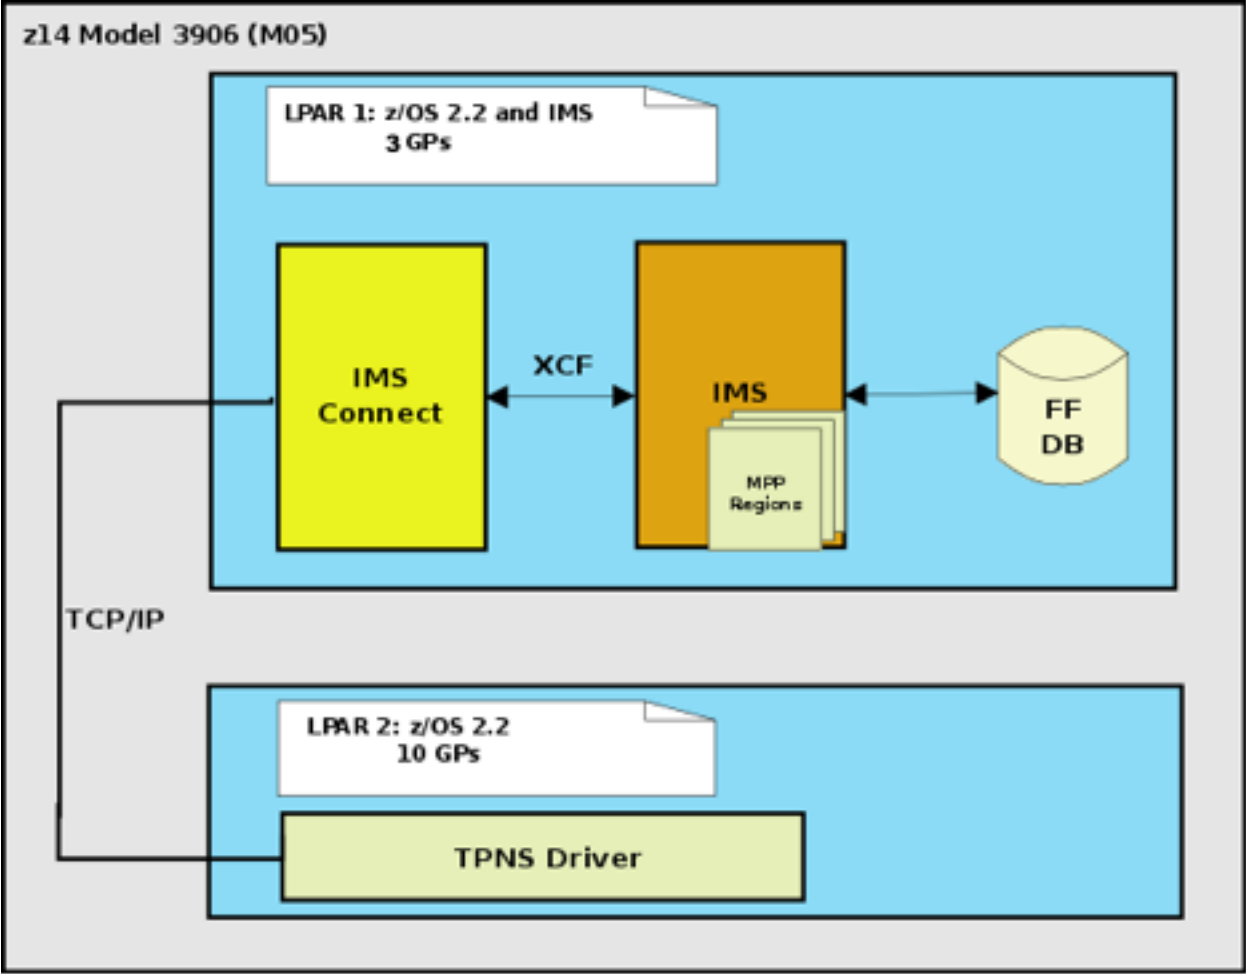 z14 Model 3906 (M05)
LPAR 1: z/OS 2.2 and IMS
3 GPs
IMS
Connect
XCF
IMS
MPP
Regions
FF
DB
TCP/IP
LPAR 2: z/OS 2.2
10 GPs
TPNS Driver